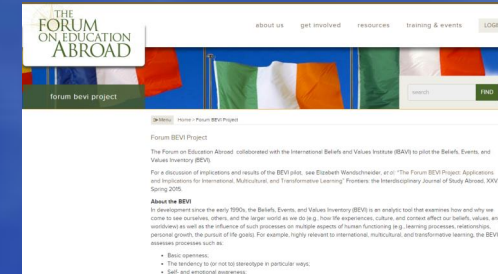 THE
FORUM
ON EDUCATION
ABROAD
about us get involved resources training & events LOGI
forum bevi project
search FIND
Menu Home > Forum BEVI Project
Forum BEVI Project
The Forum on Education Abroad collaborated with the International Beliefs and Values Institute (IBAVI) to pilot the Beliefs, Events, and
Values Inventory (BEVI).
For a discussion of implications and results of the BEVI pilot, see Elizabeth Wandschneider, et al. "The Forum BEVI Project: Applications
and Implications for International, Multicultural, and Transformative Learning" Frontiers: the Interdisciplinary Journal of Study Abroad, XXV
Spring 2015.
About the BEVI
In development since the early 1990s, the Beliefs, Events, and Values Inventory (BEVI) is an analytic tool that examines how and why we
come to see ourselves, others, and the larger world as we do (e.g., how life experiences, culture, and context affect our beliefs, values, an
worldview) as well as the influence of such processes on multiple aspects of human functioning (e.g., learning processes, relationships,
personal growth, the pursuit of life goals). For example, highly relevant to international, multicultural, and transformative learning, the BEVI
assesses processes such as:
• Basic openness;
• The tendency to (or not to) stereotype in particular ways;
• Self- and emotional awareness;